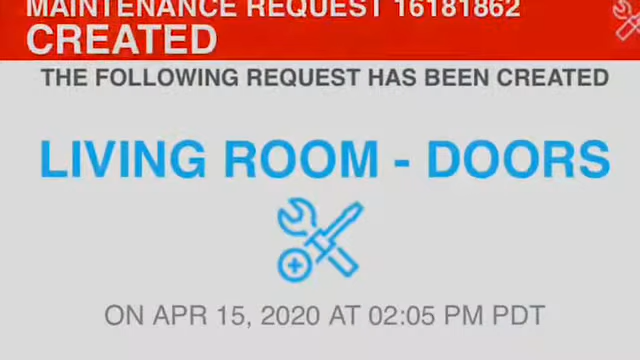 MAINTENANCE REQUEST 16181862
CREATED
THE FOLLOWING REQUEST HAS BEEN CREATED
LIVING ROOM - DOORS
ON APR 15, 2020 AT 02:05 PM PDT